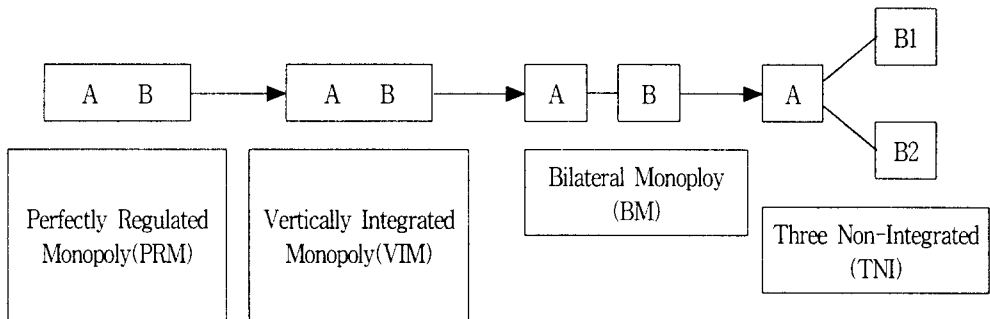 B1
A B
A B
A
B
A
B2
Perfectly Regulated
Monopoly(PRM)
Vertically Integrated
Monopoly(VIM)
Bilateral Monoploy
(BM)
Three Non-Integrated
(TNI)